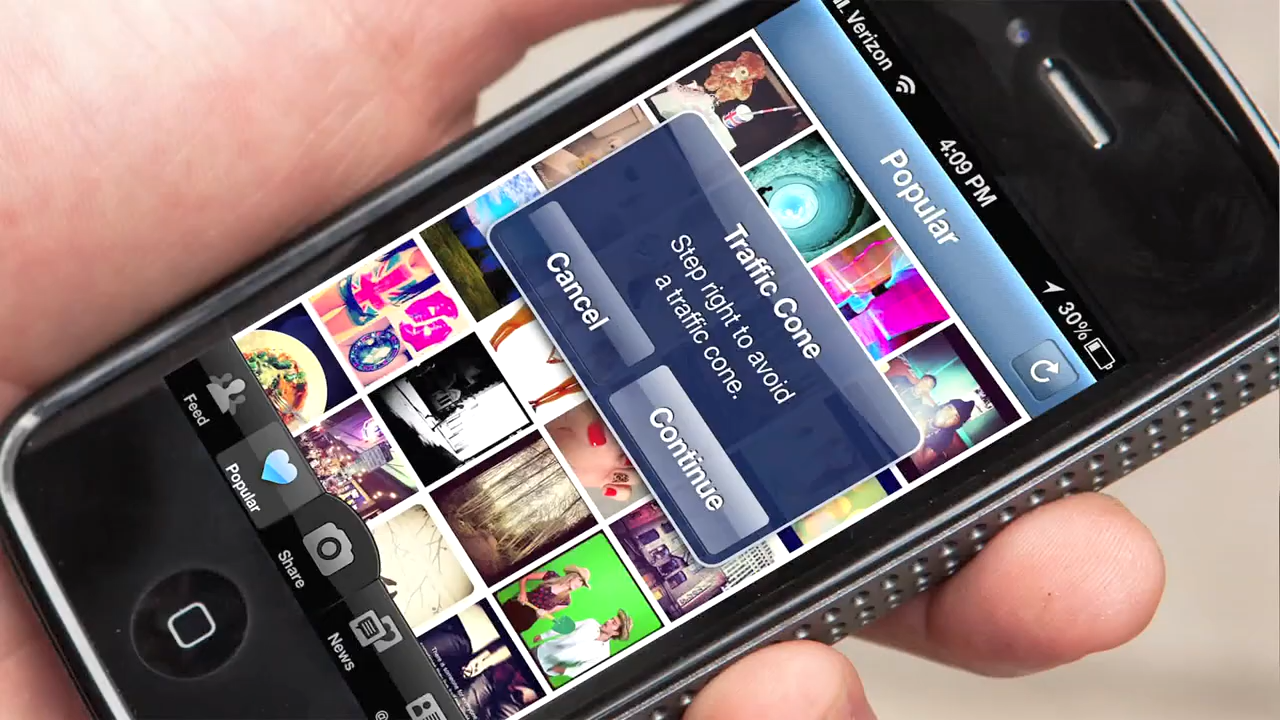 Verizon
4:09 PM
30%
Popular
Traffic Cone
Step right to avoid
a traffic cone.
Cancel
Continue
Feed
Popular
Share
News